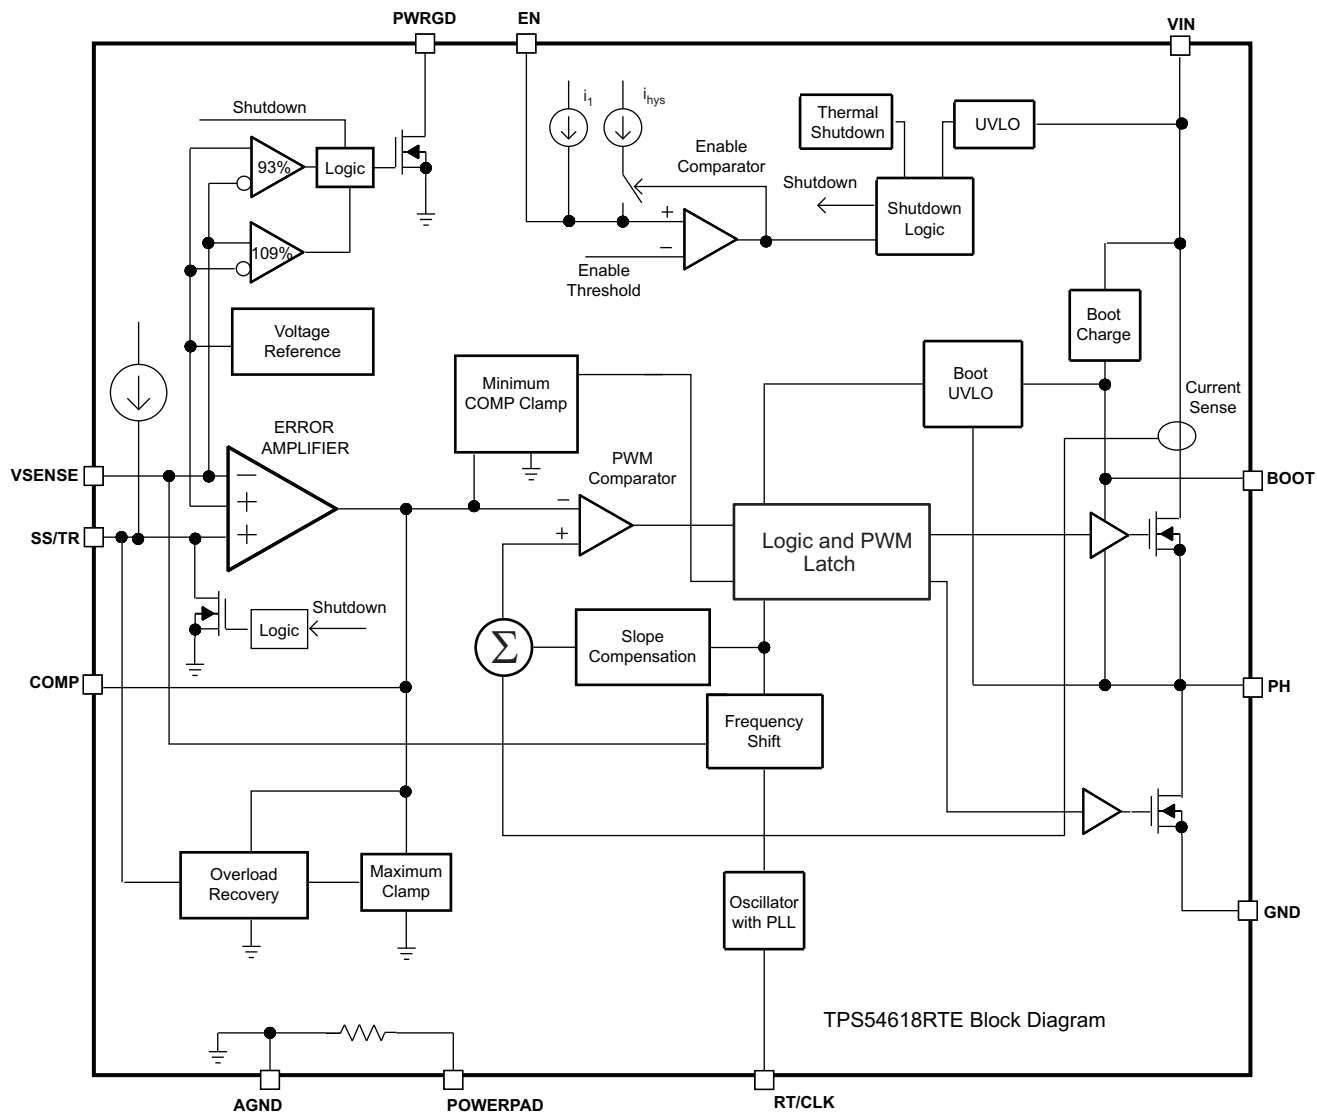 PWRGD
EN
VIN
Shutdown
93%
Logic
109%
i1
ihys
Enable
Comparator
+
−
Enable
Threshold
Thermal
Shutdown
UVLO
Shutdown
Shutdown
Logic
Voltage
Reference
Boot
Charge
Minimum
COMP Clamp
Boot
UVLO
Current
Sense
ERROR
AMPLIFIER
PWM
Comparator
VSENSE
−
+
+
−
+
BOOT
SS/TR
Logic and PWM
Latch
Logic
Shutdown
Σ
Slope
Compensation
COMP
PH
Frequency
Shift
Overload
Recovery
Maximum
Clamp
Oscillator
with PLL
GND
TPS54618RTE Block Diagram
AGND
POWERPAD
RT/CLK